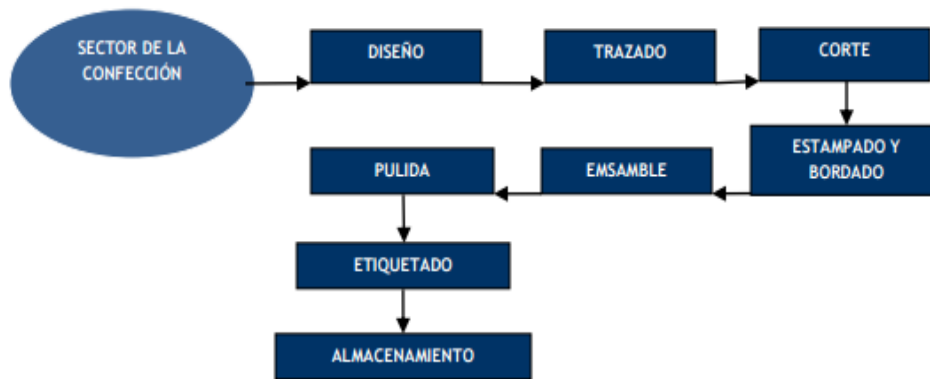 SECTOR DE LA
CONFECCIÓN
DISEÑO
TRAZADO
CORTE
ESTAMPADO Y
BORDADO
EMSAMBLE
PULIDA
ETIQUETADO
ALMACENAMIENTO